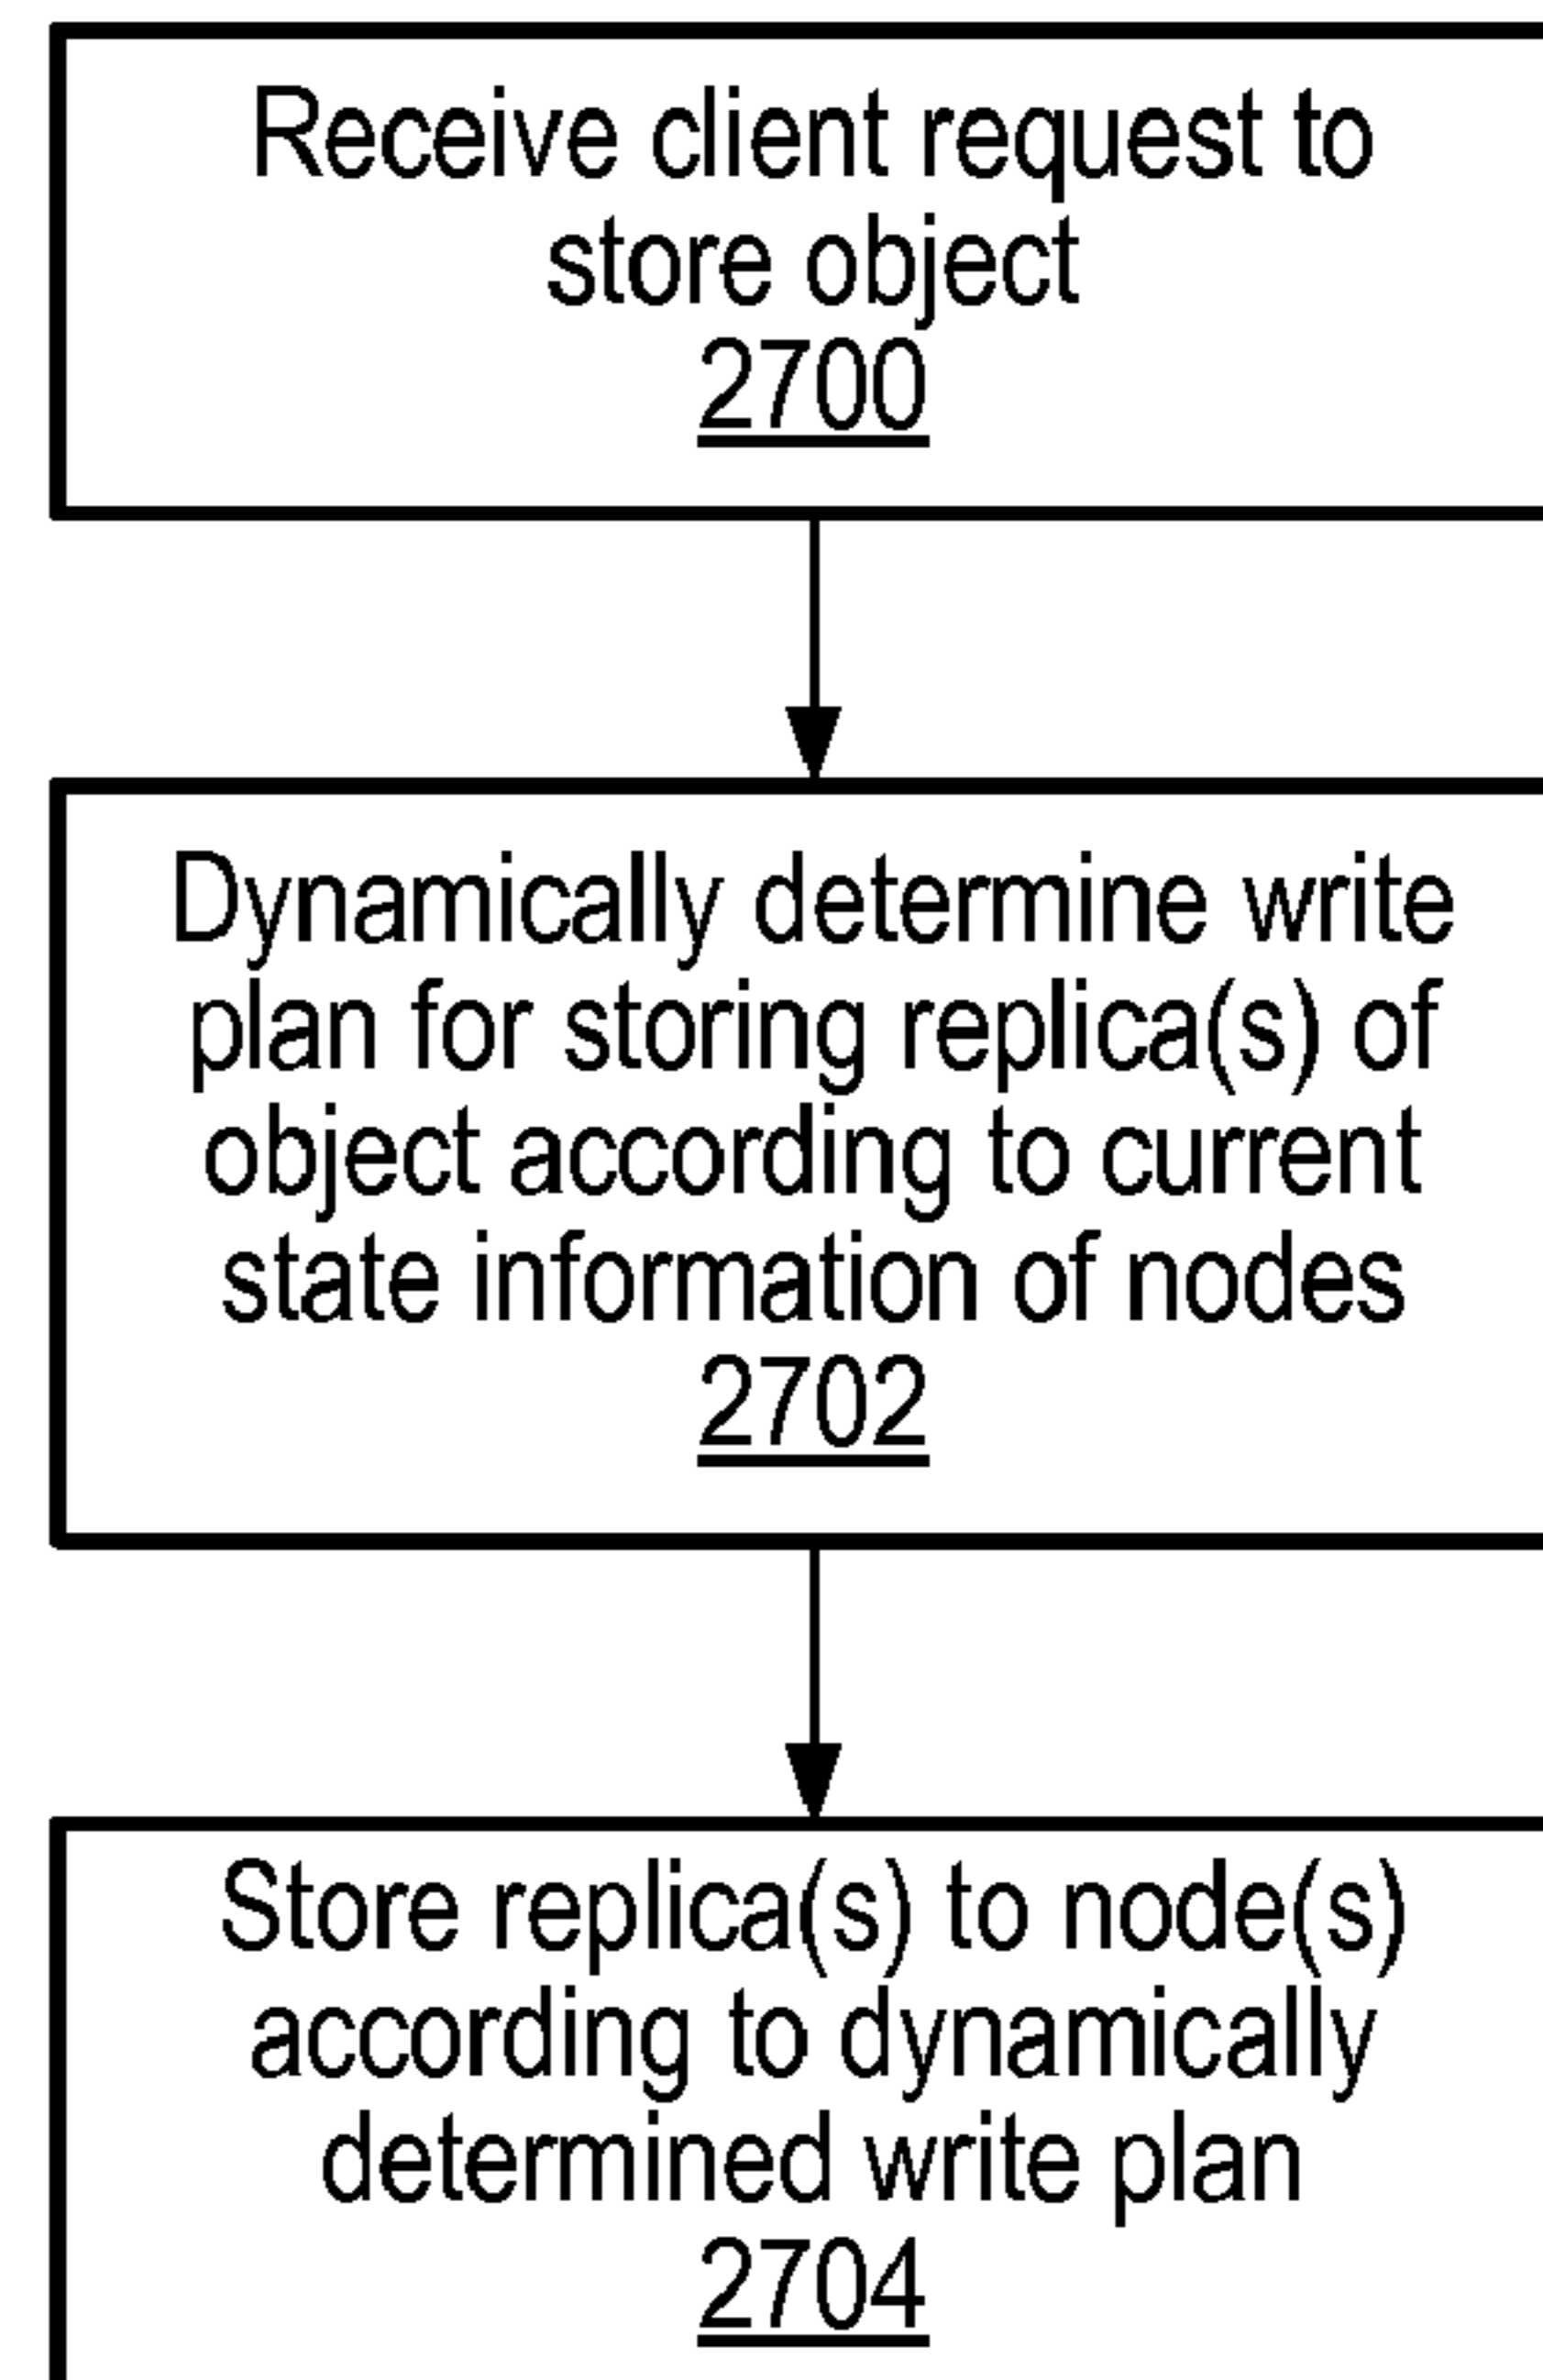 Receive client request to
store object
2700
Dynamically determine write
plan for storing replica(s) of
object according to current
state information of nodes
2702
Store replica(s) to node(s)
according to dynamically
determined write plan
2704